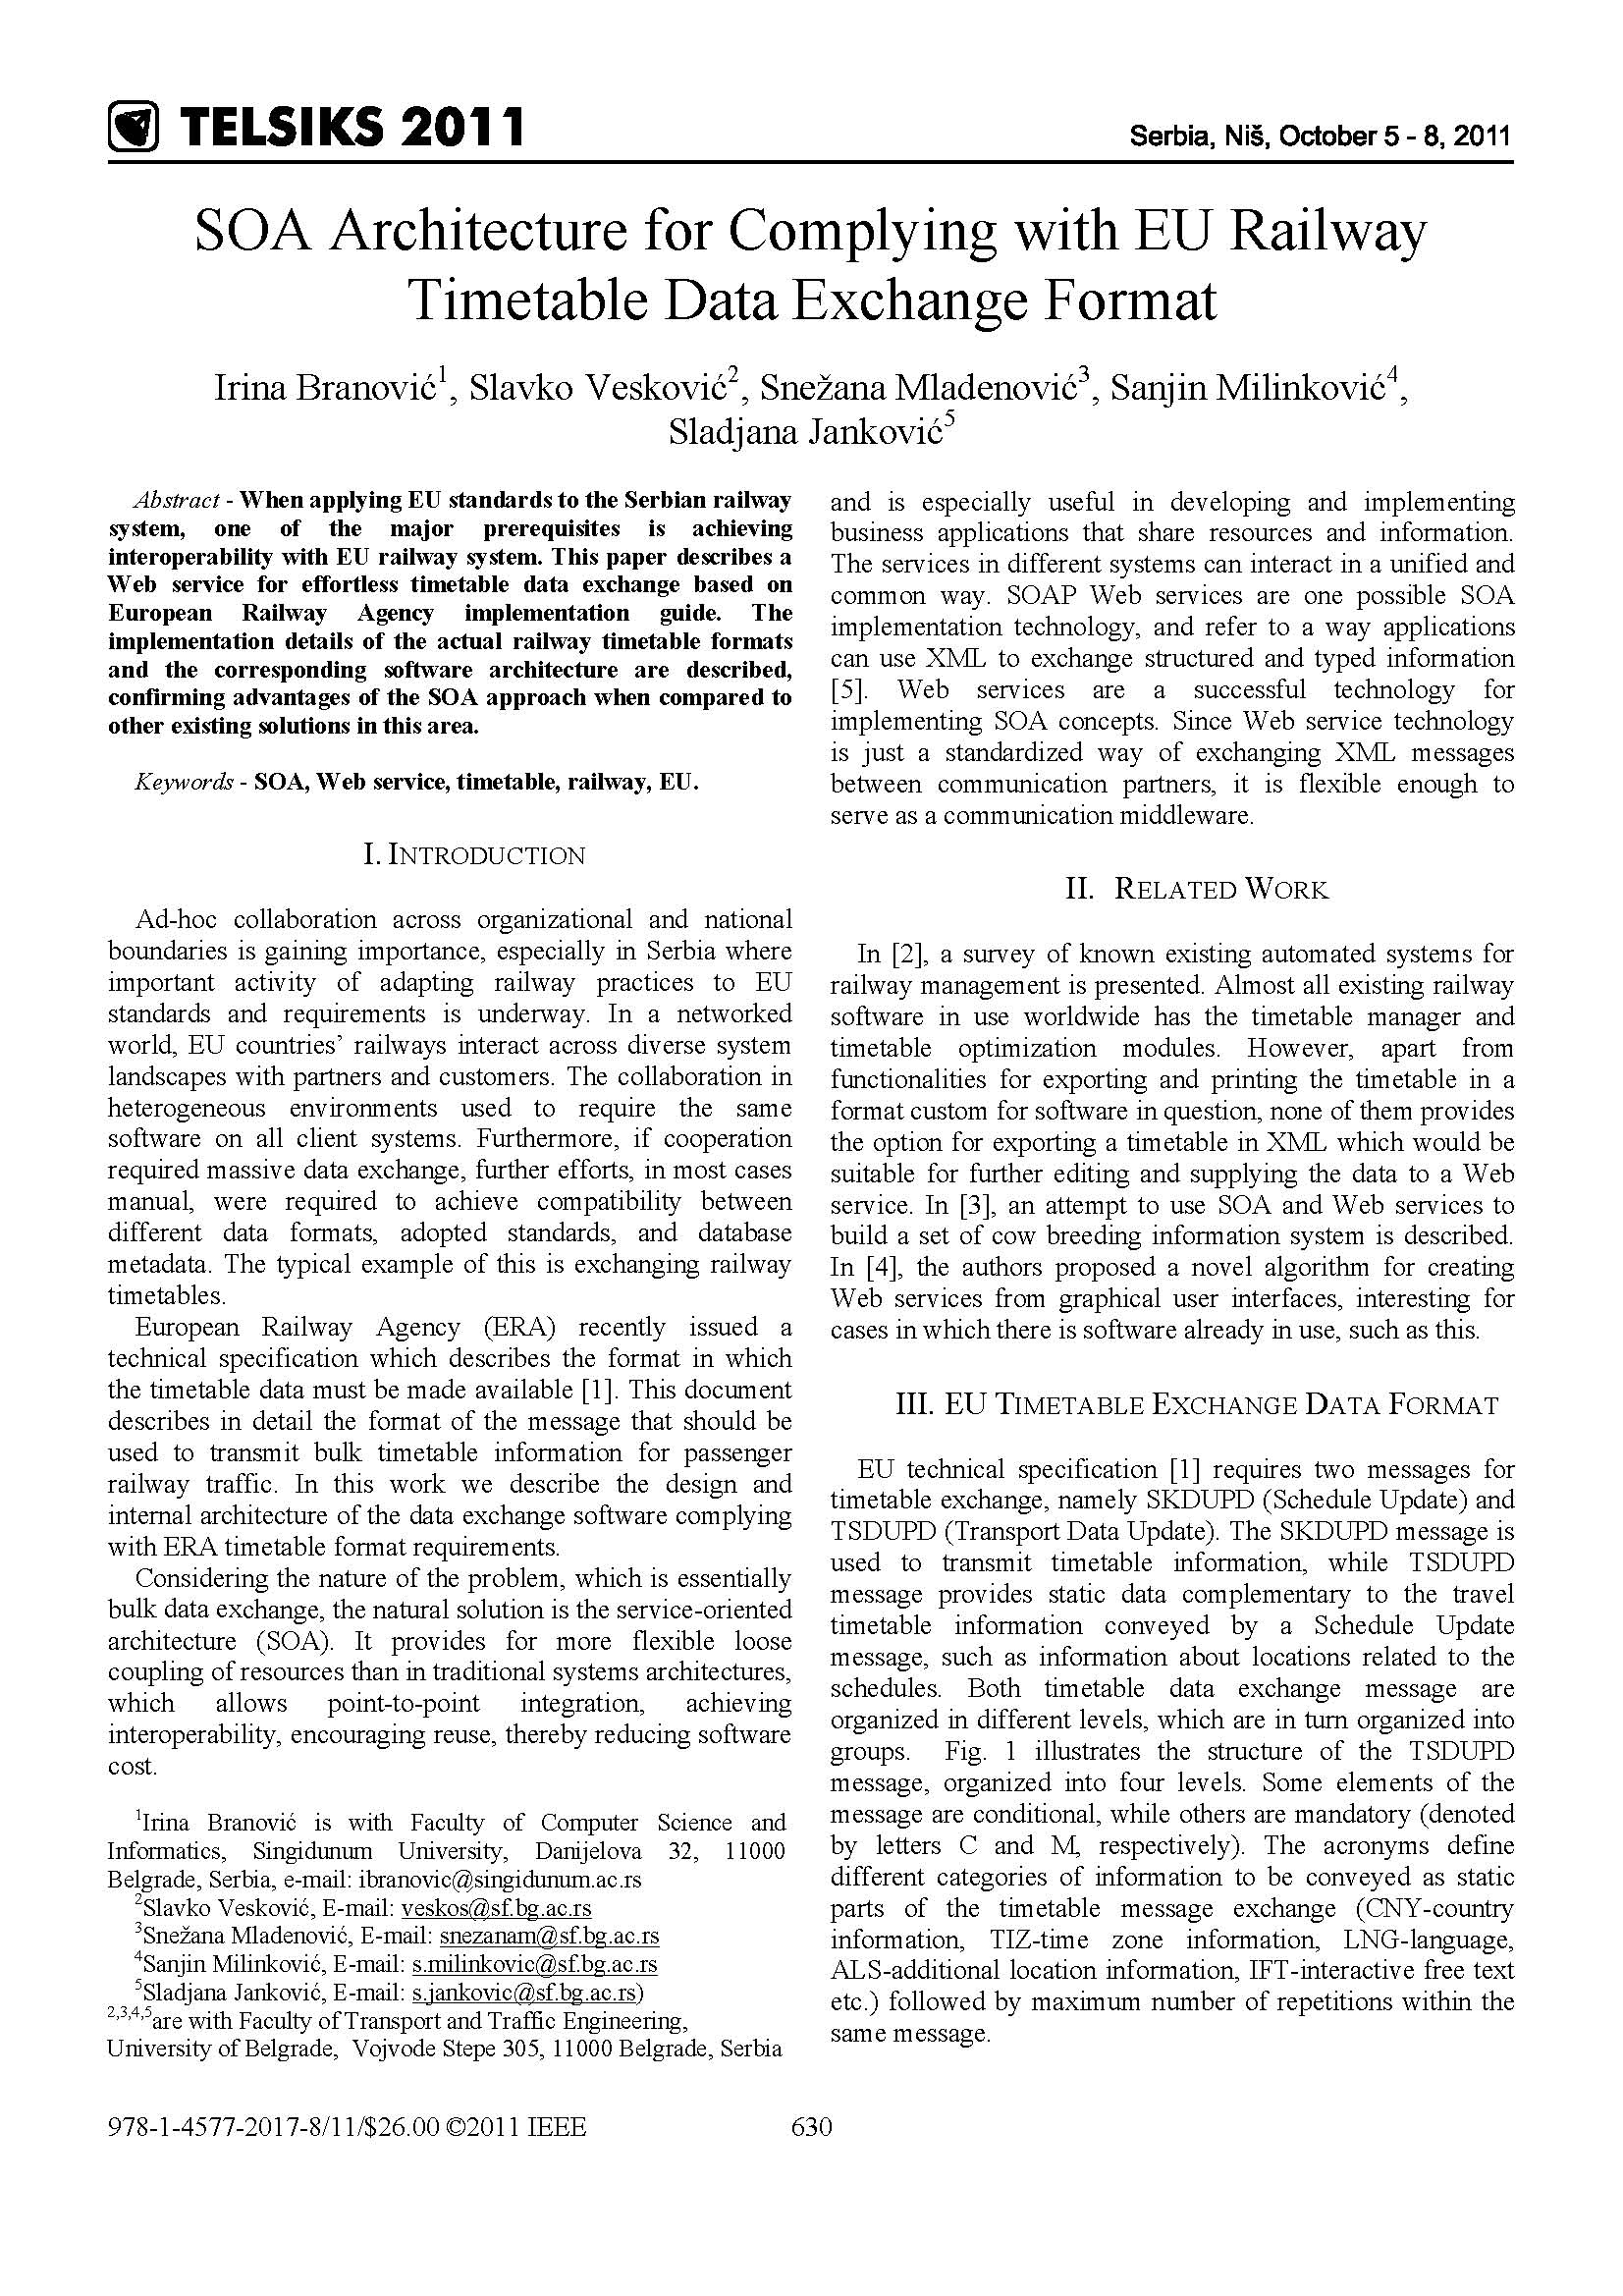 TELSIKS 2011
Serbia, Niš, October 5 - 8, 2011
SOA Architecture for Complying with EU Railway
Timetable Data Exchange Format
Irina Branović1, Slavko Vesković2, Snežana Mladenović3, Sanjin Milinković4,
Sladjana Janković5
Abstract - When applying EU standards to the Serbian railway
system, one of the major prerequisites is achieving
interoperability with EU railway system. This paper describes a
Web service for effortless timetable data exchange based on
European Railway Agency implementation guide. The
implementation details of the actual railway timetable formats
and the corresponding software architecture are described,
confirming advantages of the SOA approach when compared to
other existing solutions in this area.
Keywords - SOA, Web service, timetable, railway, EU.
I. INTRODUCTION
Ad-hoc collaboration across organizational and national
boundaries is gaining importance, especially in Serbia where
important activity of adapting railway practices to EU
standards and requirements is underway. In a networked
world, EU countries’ railways interact across diverse system
landscapes with partners and customers. The collaboration in
heterogeneous environments used to require the same
software on all client systems. Furthermore, if cooperation
required massive data exchange, further efforts, in most cases
manual, were required to achieve compatibility between
different data formats, adopted standards, and database
metadata. The typical example of this is exchanging railway
timetables.
European Railway Agency (ERA) recently issued a
technical specification which describes the format in which
the timetable data must be made available [1]. This document
describes in detail the format of the message that should be
used to transmit bulk timetable information for passenger
railway traffic. In this work we describe the design and
internal architecture of the data exchange software complying
with ERA timetable format requirements.
Considering the nature of the problem, which is essentially
bulk data exchange, the natural solution is the service-oriented
architecture (SOA). It provides for more flexible loose
coupling of resources than in traditional systems architectures,
which allows point-to-point integration, achieving
interoperability, encouraging reuse, thereby reducing software
cost.
1Irina Branović is with Faculty of Computer Science and
Informatics, Singidunum University, Danijelova 32, 11000
Belgrade, Serbia, e-mail: ibranovic@singidunum.ac.rs
2Slavko Vesković, E-mail: veskos@sf.bg.ac.rs
3Snežana Mladenović, E-mail: snezanam@sf.bg.ac.rs
4Sanjin Milinković, E-mail: s.milinkovic@sf.bg.ac.rs
5Sladjana Janković, E-mail: s.jankovic@sf.bg.ac.rs)
2,3,4,5are with Faculty of Transport and Traffic Engineering,
University of Belgrade, Vojvode Stepe 305, 11000 Belgrade, Serbia
and is especially useful in developing and implementing
business applications that share resources and information.
The services in different systems can interact in a unified and
common way. SOAP Web services are one possible SOA
implementation technology, and refer to a way applications
can use XML to exchange structured and typed information
[5]. Web services are a successful technology for
implementing SOA concepts. Since Web service technology
is just a standardized way of exchanging XML messages
between communication partners, it is flexible enough to
serve as a communication middleware.
II. RELATED WORK
In [2], a survey of known existing automated systems for
railway management is presented. Almost all existing railway
software in use worldwide has the timetable manager and
timetable optimization modules. However, apart from
functionalities for exporting and printing the timetable in a
format custom for software in question, none of them provides
the option for exporting a timetable in XML which would be
suitable for further editing and supplying the data to a Web
service. In [3], an attempt to use SOA and Web services to
build a set of cow breeding information system is described.
In [4], the authors proposed a novel algorithm for creating
Web services from graphical user interfaces, interesting for
cases in which there is software already in use, such as this.
III. EU TIMETABLE EXCHANGE DATA FORMAT
EU technical specification [1] requires two messages for
timetable exchange, namely SKDUPD (Schedule Update) and
TSDUPD (Transport Data Update). The SKDUPD message is
used to transmit timetable information, while TSDUPD
message provides static data complementary to the travel
timetable information conveyed by a Schedule Update
message, such as information about locations related to the
schedules. Both timetable data exchange message are
organized in different levels, which are in turn organized into
groups. Fig. 1 illustrates the structure of the TSDUPD
message, organized into four levels. Some elements of the
message are conditional, while others are mandatory (denoted
by letters C and M, respectively). The acronyms define
different categories of information to be conveyed as static
parts of the timetable message exchange (CNY-country
information, TIZ-time zone information, LNG-language,
ALS-additional location information, IFT-interactive free text
etc.) followed by maximum number of repetitions within the
same message.
978-1-4577-2017-8/11/$26.00 ©2011 IEEE
630